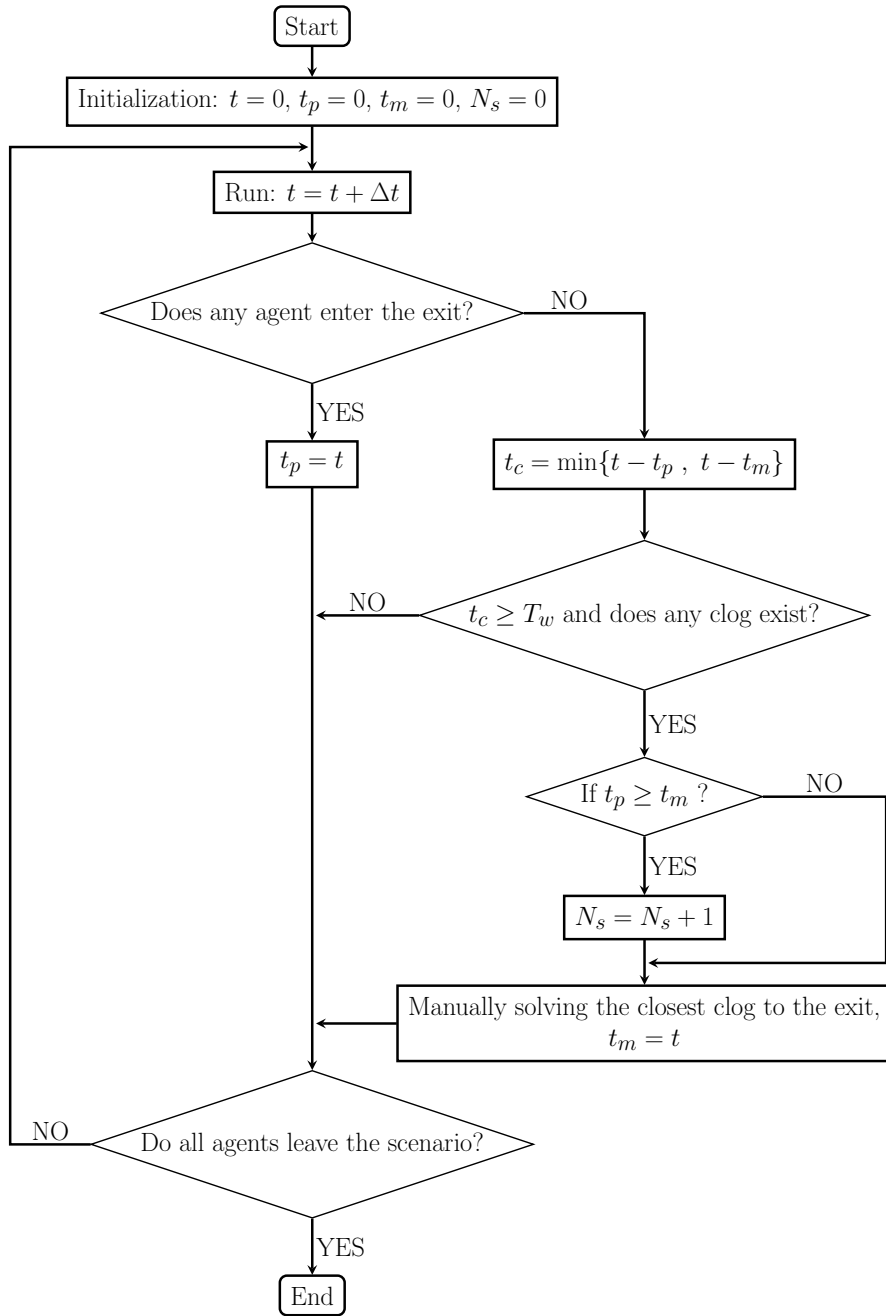 Start
Initialization: $t = 0$, $t_p = 0$, $t_m = 0$, $N_s = 0$
Run: $t = t + \Delta t$
Does any agent enter the exit?
NO
YES
$t_p = t$
$t_c = \min\{t - t_p \ , \ t - t_m\}$
NO
$t_c \geq T_w$ and does any clog exist?
YES
If $t_p \geq t_m$ ?
NO
YES
$N_s = N_s + 1$
Manually solving the closest clog to the exit,
$t_m = t$
NO
Do all agents leave the scenario?
YES
End